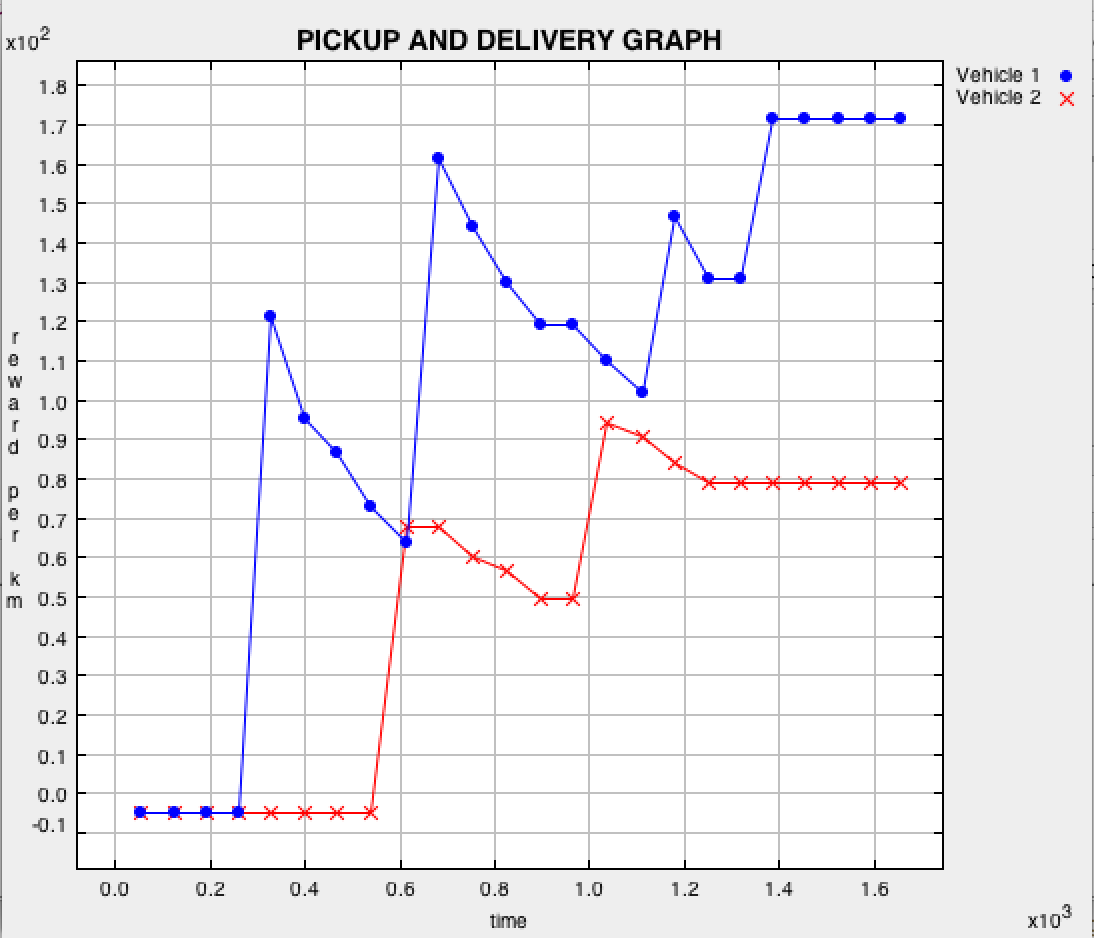 PICKUP AND DELIVERY GRAPH
x10²
Vehicle 1
Vehicle 2
1.8
1.7
1.6
1.5
1.4
1.3
1.2
1.1
1.0
0.9
0.8
0.7
0.6
0.5
0.4
0.3
0.2
0.1
0.0
-0.1
reward per km
0.0 0.2 0.4 0.6 0.8 1.0 1.2 1.4 1.6
time
x10³